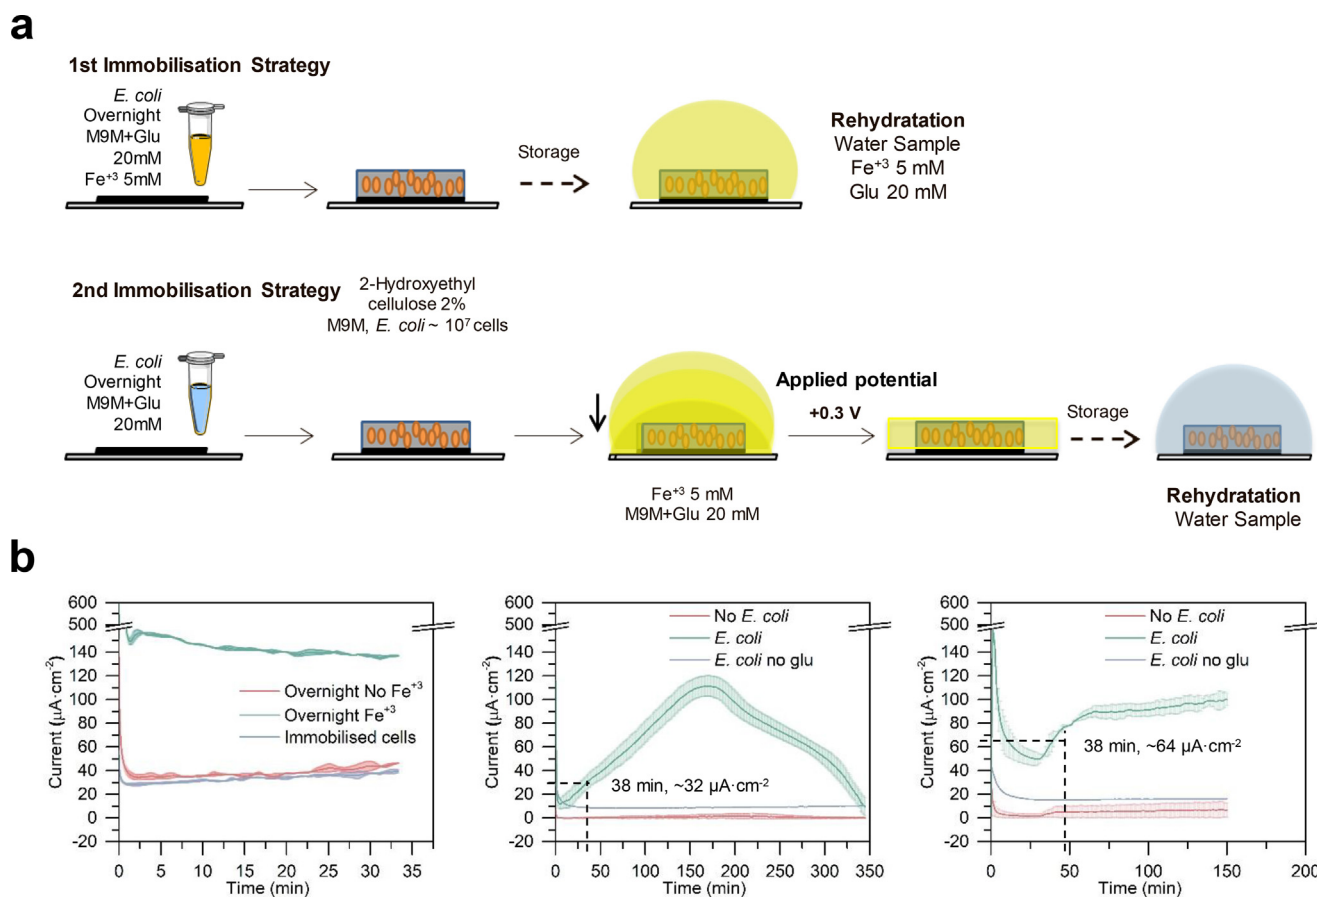 a
1st Immobilisation Strategy
E. coli
Overnight
M9M+Glu
20mM
Fe+3 5mM
Storage
Rehydratation
Water Sample
Fe+3 5 mM
Glu 20 mM
2nd Immobilisation Strategy
2-Hydroxyethyl
cellulose 2%
M9M, E. coli ~ 10⁷ cells
E. coli
Overnight
M9M+Glu
20mM
Applied potential
+0.3 V
Storage
Fe+3 5 mM
M9M+Glu 20 mM
Rehydratation
Water Sample
b
Current (µA·cm-2)
600
500
140
120
100
80
60
40
20
0
-20
Overnight No Fe+3
Overnight Fe+3
Immobilised cells
0 5 10 15 20 25 30 35
Time (min)
Current (µA·cm-2)
600
500
140
120
100
80
60
40
20
0
-20
No E. coli
E. coli
E. coli no glu
38 min, ~32 µA·cm-2
0 50 100 150 200 250 300 350
Time (min)
Current (µA·cm-2)
600
500
140
120
100
80
60
40
20
0
-20
No E. coli
E. coli
E. coli no glu
38 min, ~64 µA·cm-2
0 50 100 150 200
Time (min)